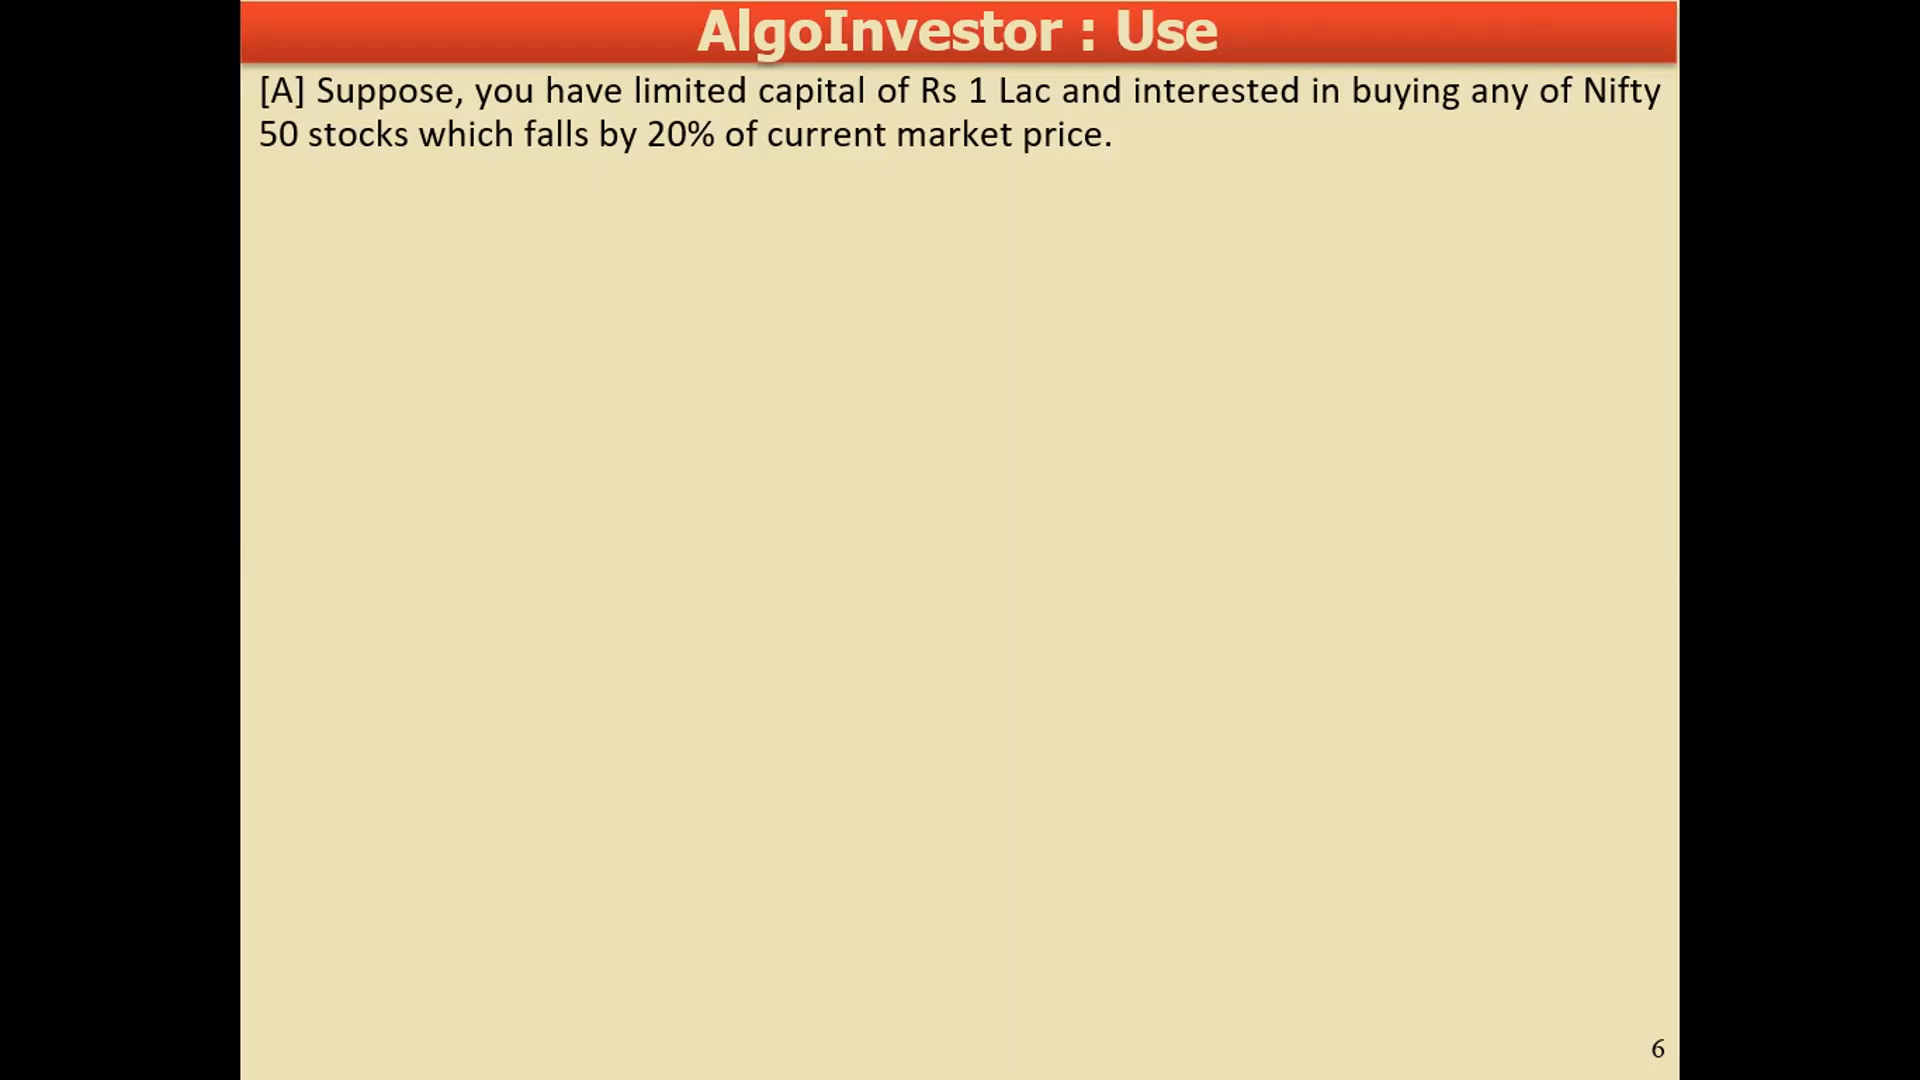 AlgoInvestor : Use
[A] Suppose, you have limited capital of Rs 1 Lac and interested in buying any of Nifty
50 stocks which falls by 20% of current market price.
6